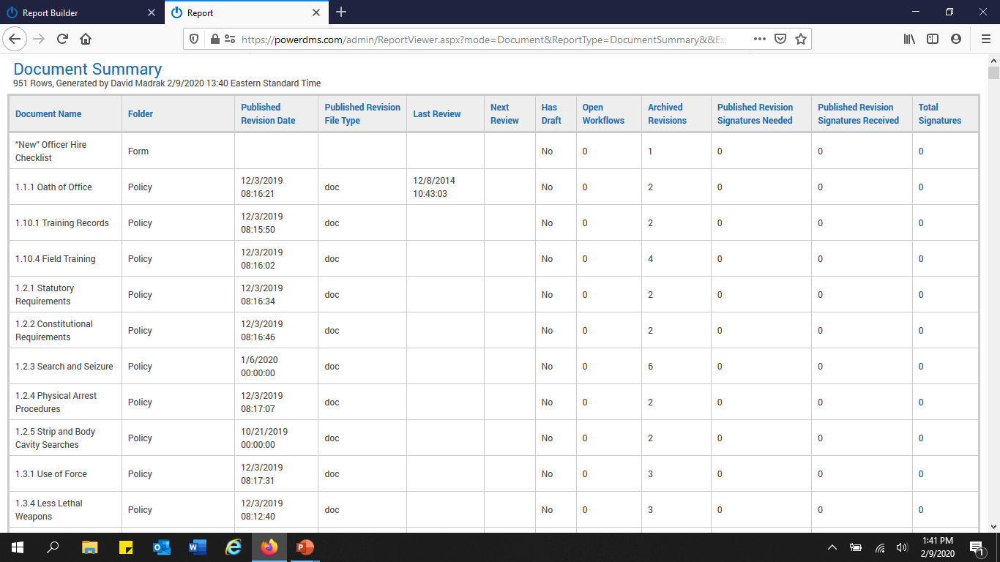 Report Builder
Report
https://powerdms.com/admin/ReportViewer.aspx?mode=Document&ReportType=DocumentSummary&&Ex
Document Summary
951 Rows, Generated by David Madrak 2/9/2020 13:40 Eastern Standard Time
Document Name Folder Published Revision Date Published Revision File Type Last Review Next Review Has Draft Open Workflows Archived Revisions Published Revision Signatures Needed Published Revision Signatures Received Total Signatures
“New” Officer Hire Checklist Form No 0 1 0 0 0
1.1.1 Oath of Office Policy 12/3/2019 08:16:21 doc 12/8/2014 10:43:03 No 0 2 0 0 0
1.10.1 Training Records Policy 12/3/2019 08:15:50 doc No 0 2 0 0 0
1.10.4 Field Training Policy 12/3/2019 08:16:02 doc No 0 4 0 0 0
1.2.1 Statutory Requirements Policy 12/3/2019 08:16:34 doc No 0 2 0 0 0
1.2.2 Constitutional Requirements Policy 12/3/2019 08:16:46 doc No 0 2 0 0 0
1.2.3 Search and Seizure Policy 1/6/2020 00:00:00 doc No 0 6 0 0 0
1.2.4 Physical Arrest Procedures Policy 12/3/2019 08:17:07 doc No 0 2 0 0 0
1.2.5 Strip and Body Cavity Searches Policy 10/21/2019 00:00:00 doc No 0 2 0 0 0
1.3.1 Use of Force Policy 12/3/2019 08:17:31 doc No 0 3 0 0 0
1.3.4 Less Lethal Weapons Policy 12/3/2019 08:12:40 doc No 0 3 0 0 0
1:41 PM
2/9/2020
1